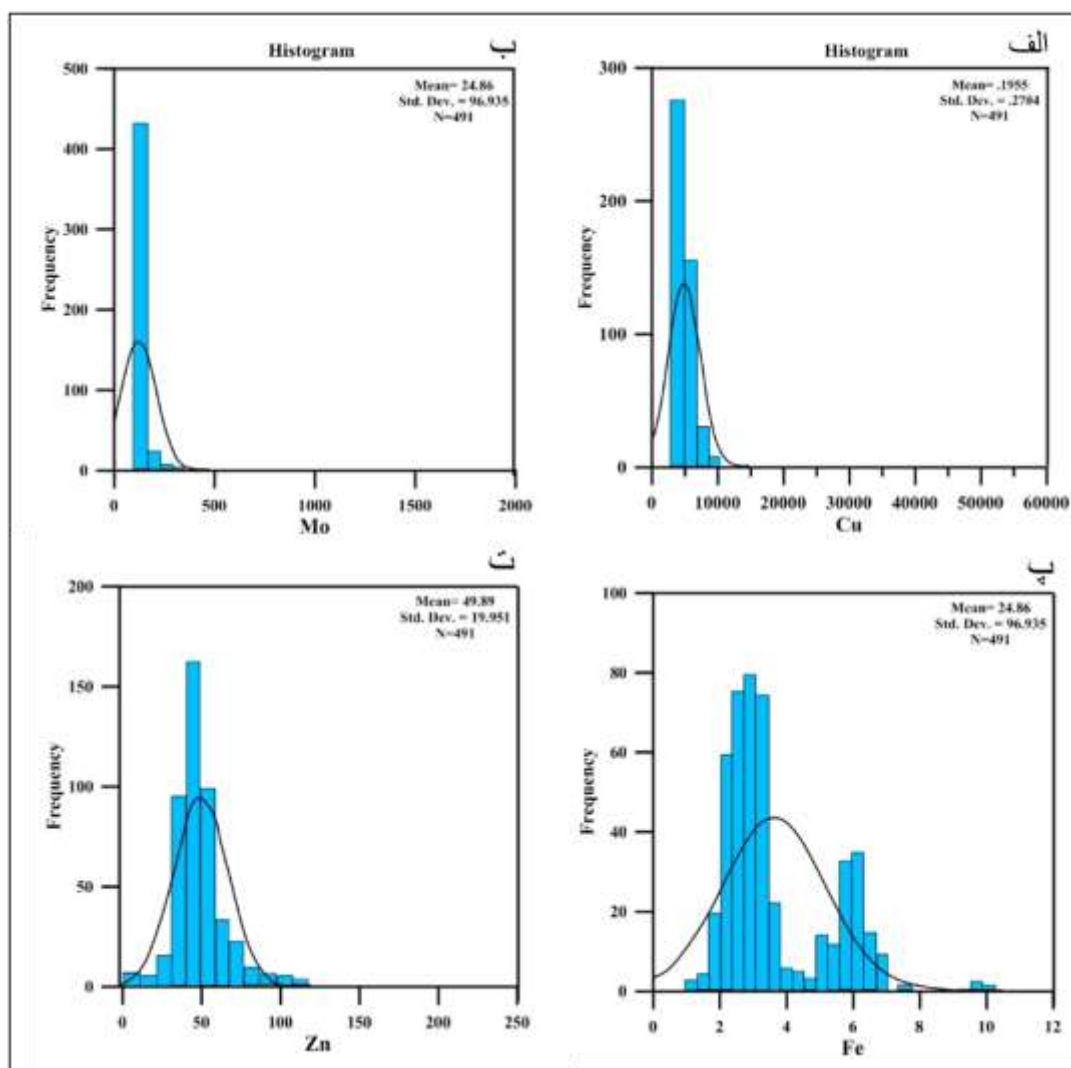 الف
Histogram
Mean= .1955
Std. Dev. = .2704
N=491
300
200
100
0
Frequency
0 10000 20000 30000 40000 50000 60000
Cu
ب
Histogram
Mean= 24.86
Std. Dev. = 96.935
N=491
500
400
300
200
100
0
Frequency
0 500 1000 1500 2000
Mo
Mean= 24.86
Std. Dev. = 96.935
N=491
100
80
60
40
20
0
Frequency
0 2 4 6 8 10 12
Fe
Mean= 49.89
Std. Dev. = 19.951
N=491
200
150
100
50
0
Frequency
0 50 100 150 200 250
Zn